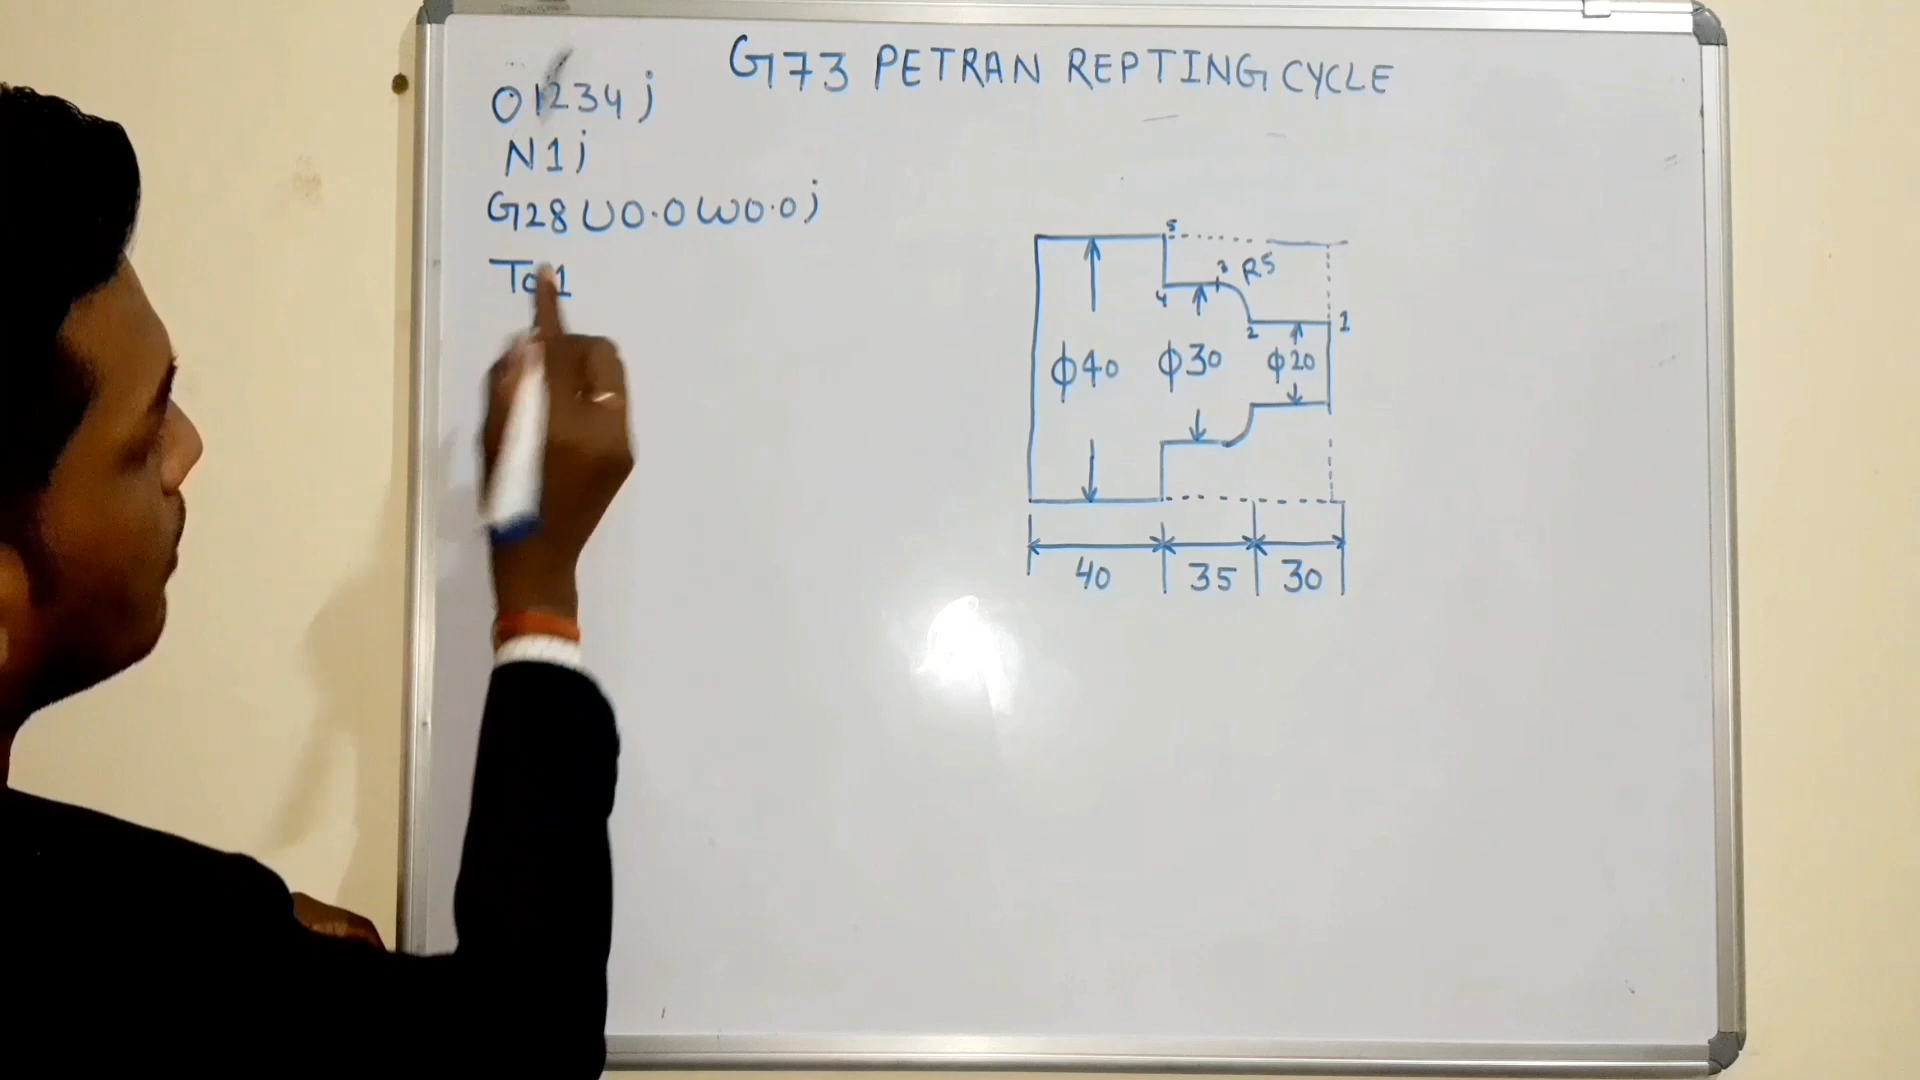 G73 PETRAN REPTING CYCLE
O1234;
N1;
G28 U0.0 W0.0;
T01
5
3 R5
4
2
1
ϕ40 ϕ30 ϕ20
40 35 30